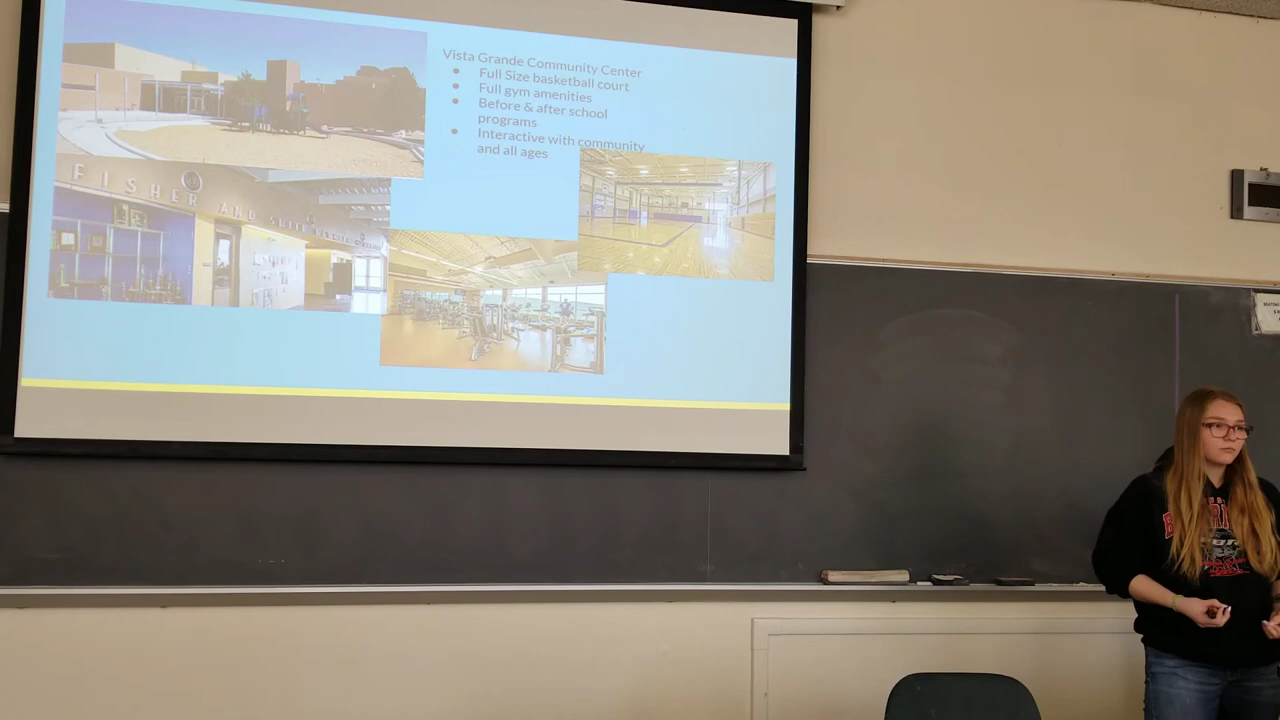 Vista Grande Community Center
● Full Size basketball court
● Full gym amenities
● Before & after school
programs
● Interactive with community
and all ages
FISHER AND